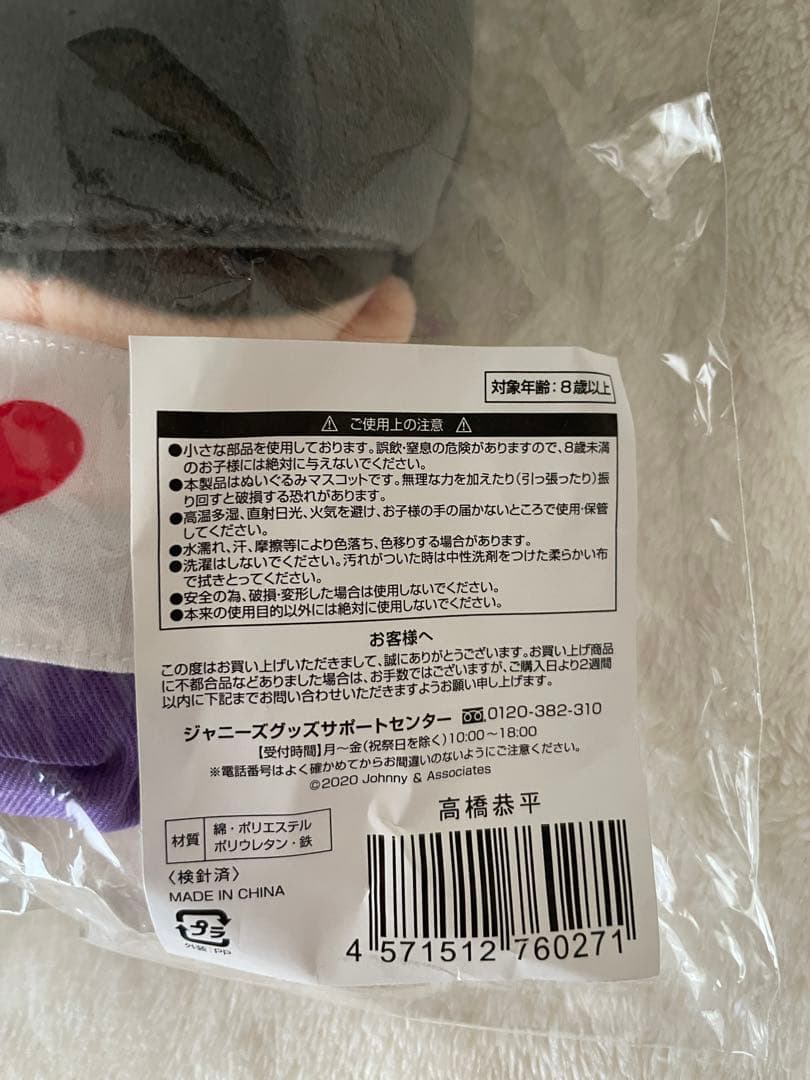 対象年齢：8歳以上
⚠ ご使用上の注意 ⚠
●小さな部品を使用しております。誤飲・窒息の危険がありますので、8歳未満
のお子様には絶対に与えないでください。
●本製品はぬいぐるみマスコットです。無理な力を加えたり(引っ張ったり)振
り回すと破損する恐れがあります。
●高温多湿、直射日光、火気を避け、お子様の手の届かないところで使用・保管
してください。
●水濡れ、汗、摩擦等により色落ち、色移りする場合があります。
●洗濯はしないでください。汚れがついた時は中性洗剤をつけた柔らかい布
で拭きとってください。
●安全の為、破損・変形した場合は使用しないでください。
●本来の使用目的以外には絶対に使用しないでください。
お客様へ
この度はお買い上げいただきまして、誠にありがとうございます。お買い上げ商品
に不都合品などありました場合は、お手数ではございますが、ご購入日より2週間
以内に下記までお問い合わせいただきますようお願い申し上げます。
ジャニーズグッズサポートセンター 0120-382-310
【受付時間】月～金(祝祭日を除く)10:00～18:00
※電話番号はよく確かめてからお間違いのないようにご注意ください。
©2020 Johnny & Associates
高橋恭平
材質 綿・ポリエステル
ポリウレタン・鉄
〈検針済〉
MADE IN CHINA
プラ
外装:PP
4 571512 760271